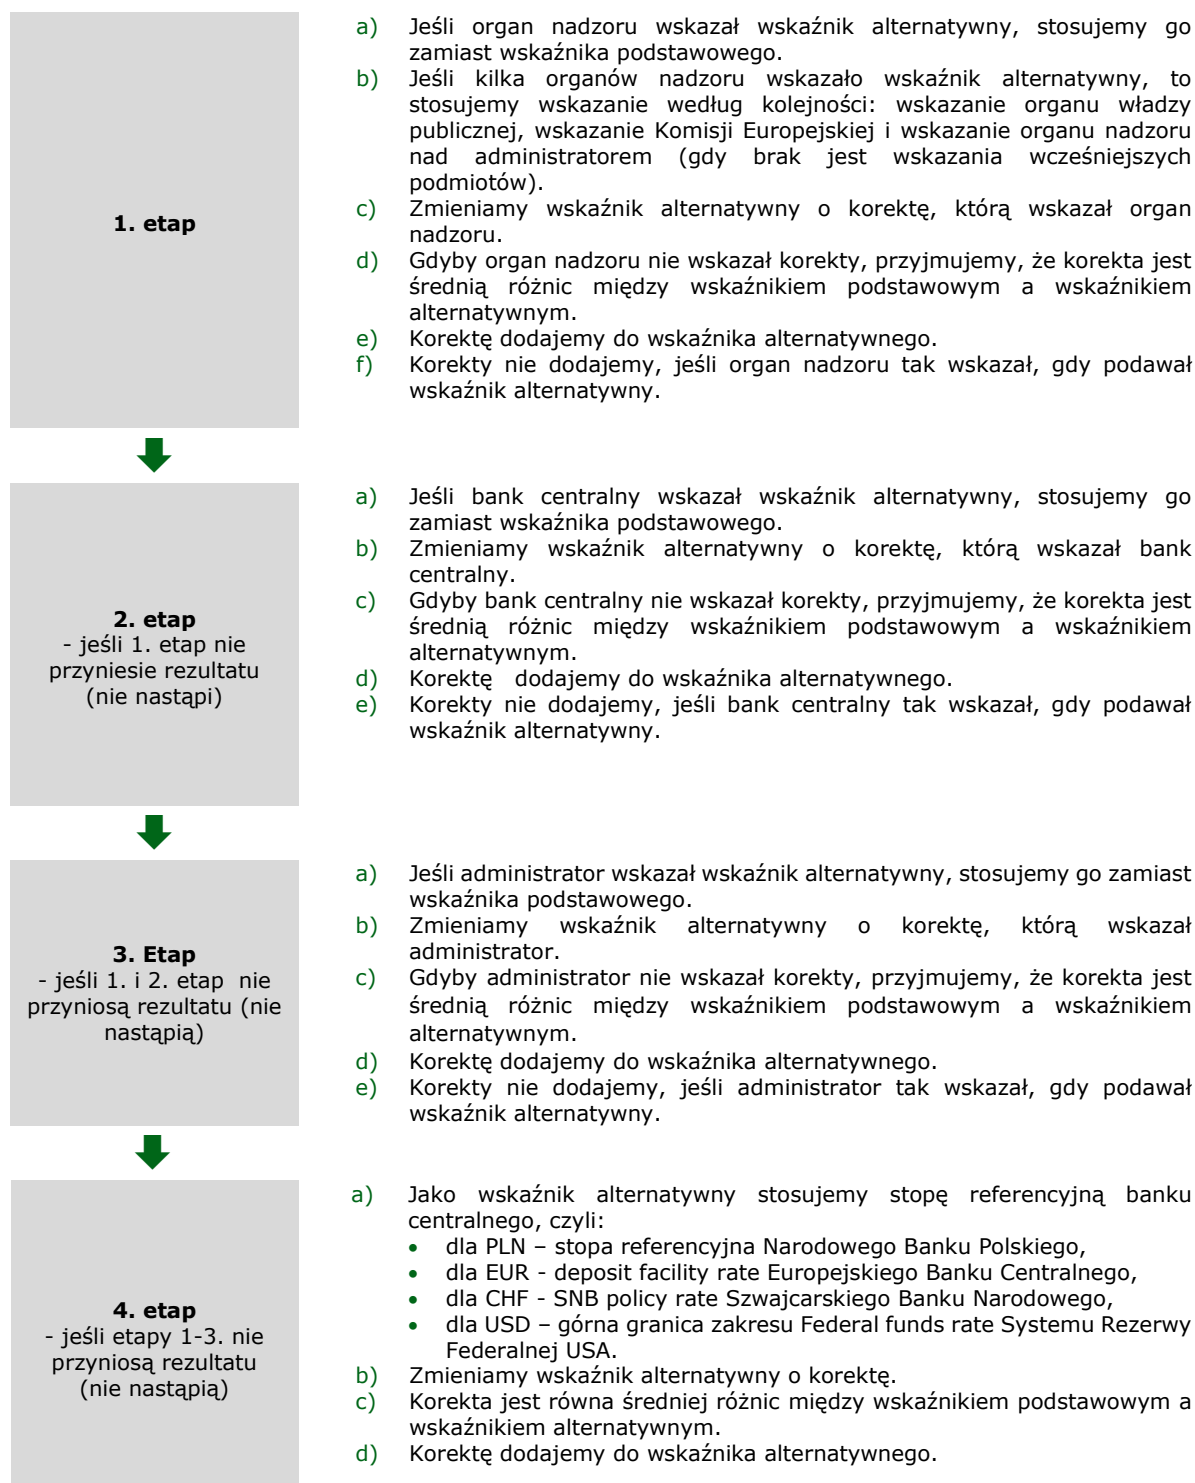 1. etap
a) Jeśli organ nadzoru wskazał wskaźnik alternatywny, stosujemy go
zamiast wskaźnika podstawowego.
b) Jeśli kilka organów nadzoru wskazało wskaźnik alternatywny, to
stosujemy wskazanie według kolejności: wskazanie organu władzy
publicznej, wskazanie Komisji Europejskiej i wskazanie organu nadzoru
nad administratorem (gdy brak jest wskazania wcześniejszych
podmiotów).
c) Zmieniamy wskaźnik alternatywny o korektę, którą wskazał organ
nadzoru.
d) Gdyby organ nadzoru nie wskazał korekty, przyjmujemy, że korekta jest
średnią różnic między wskaźnikiem podstawowym a wskaźnikiem
alternatywnym.
e) Korektę dodajemy do wskaźnika alternatywnego.
f) Korekty nie dodajemy, jeśli organ nadzoru tak wskazał, gdy podawał
wskaźnik alternatywny.
2. etap
- jeśli 1. etap nie
przyniesie rezultatu
(nie nastąpi)
a) Jeśli bank centralny wskazał wskaźnik alternatywny, stosujemy go
zamiast wskaźnika podstawowego.
b) Zmieniamy wskaźnik alternatywny o korektę, którą wskazał bank
centralny.
c) Gdyby bank centralny nie wskazał korekty, przyjmujemy, że korekta jest
średnią różnic między wskaźnikiem podstawowym a wskaźnikiem
alternatywnym.
d) Korektę dodajemy do wskaźnika alternatywnego.
e) Korekty nie dodajemy, jeśli bank centralny tak wskazał, gdy podawał
wskaźnik alternatywny.
3. Etap
- jeśli 1. i 2. etap nie
przyniosą rezultatu (nie
nastąpią)
a) Jeśli administrator wskazał wskaźnik alternatywny, stosujemy go zamiast
wskaźnika podstawowego.
b) Zmieniamy wskaźnik alternatywny o korektę, którą wskazał
administrator.
c) Gdyby administrator nie wskazał korekty, przyjmujemy, że korekta jest
średnią różnic między wskaźnikiem podstawowym a wskaźnikiem
alternatywnym.
d) Korektę dodajemy do wskaźnika alternatywnego.
e) Korekty nie dodajemy, jeśli administrator tak wskazał, gdy podawał
wskaźnik alternatywny.
4. etap
- jeśli etapy 1-3. nie
przyniosą rezultatu
(nie nastąpią)
a) Jako wskaźnik alternatywny stosujemy stopę referencyjną banku
centralnego, czyli:
• dla PLN – stopa referencyjna Narodowego Banku Polskiego,
• dla EUR - deposit facility rate Europejskiego Banku Centralnego,
• dla CHF - SNB policy rate Szwajcarskiego Banku Narodowego,
• dla USD – górna granica zakresu Federal funds rate Systemu Rezerwy
Federalnej USA.
b) Zmieniamy wskaźnik alternatywny o korektę.
c) Korekta jest równa średniej różnic między wskaźnikiem podstawowym a
wskaźnikiem alternatywnym.
d) Korektę dodajemy do wskaźnika alternatywnego.